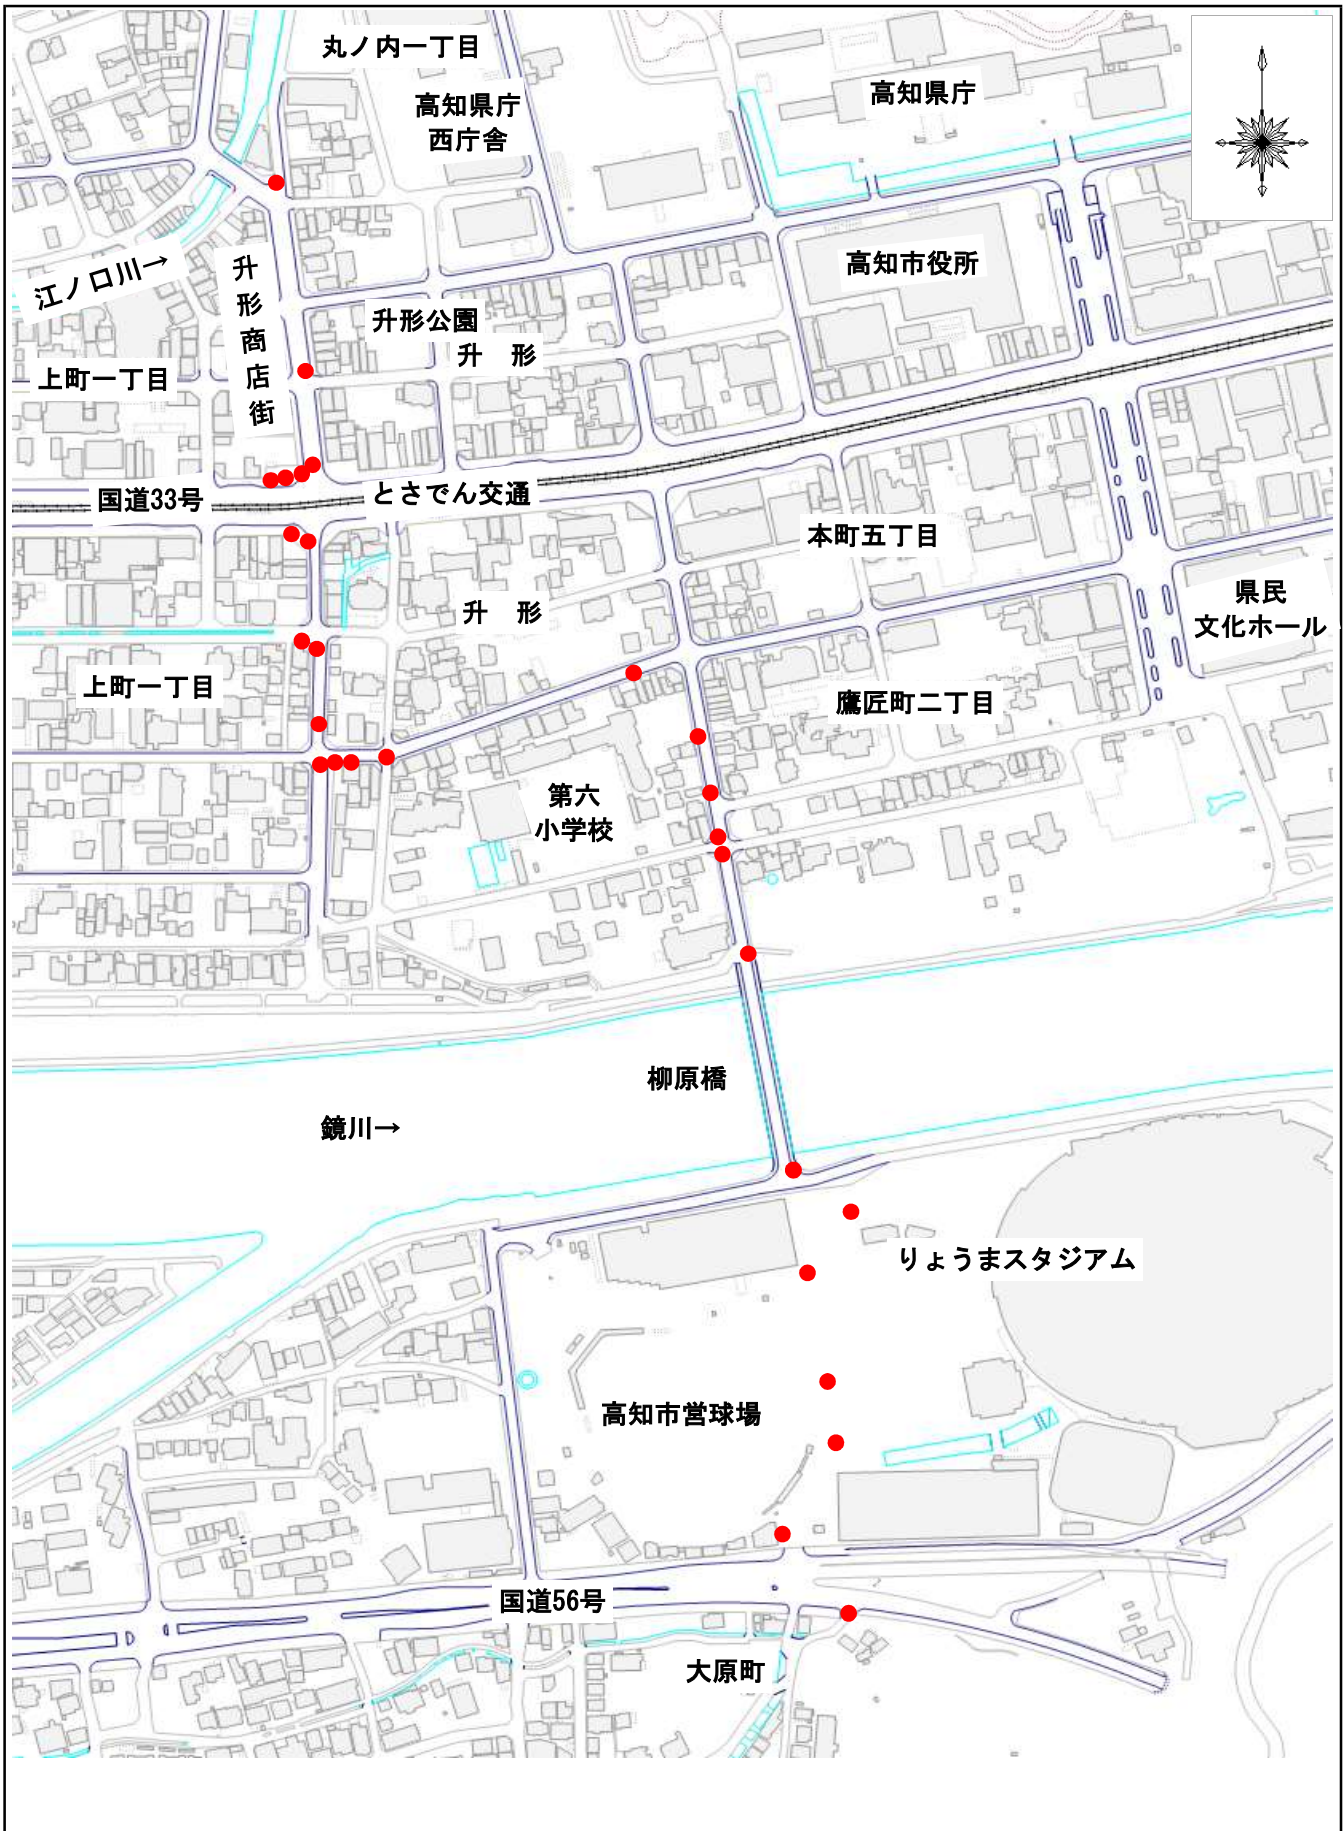 丸ノ内一丁目
高知県庁
西庁舎
高知県庁
江ノ口川→
升形商店街
高知市役所
升形公園
升　形
上町一丁目
国道33号
とさでん交通
本町五丁目
県民
文化ホール
升　形
上町一丁目
鷹匠町二丁目
第六
小学校
柳原橋
鏡川→
りょうまスタジアム
高知市営球場
国道56号
大原町